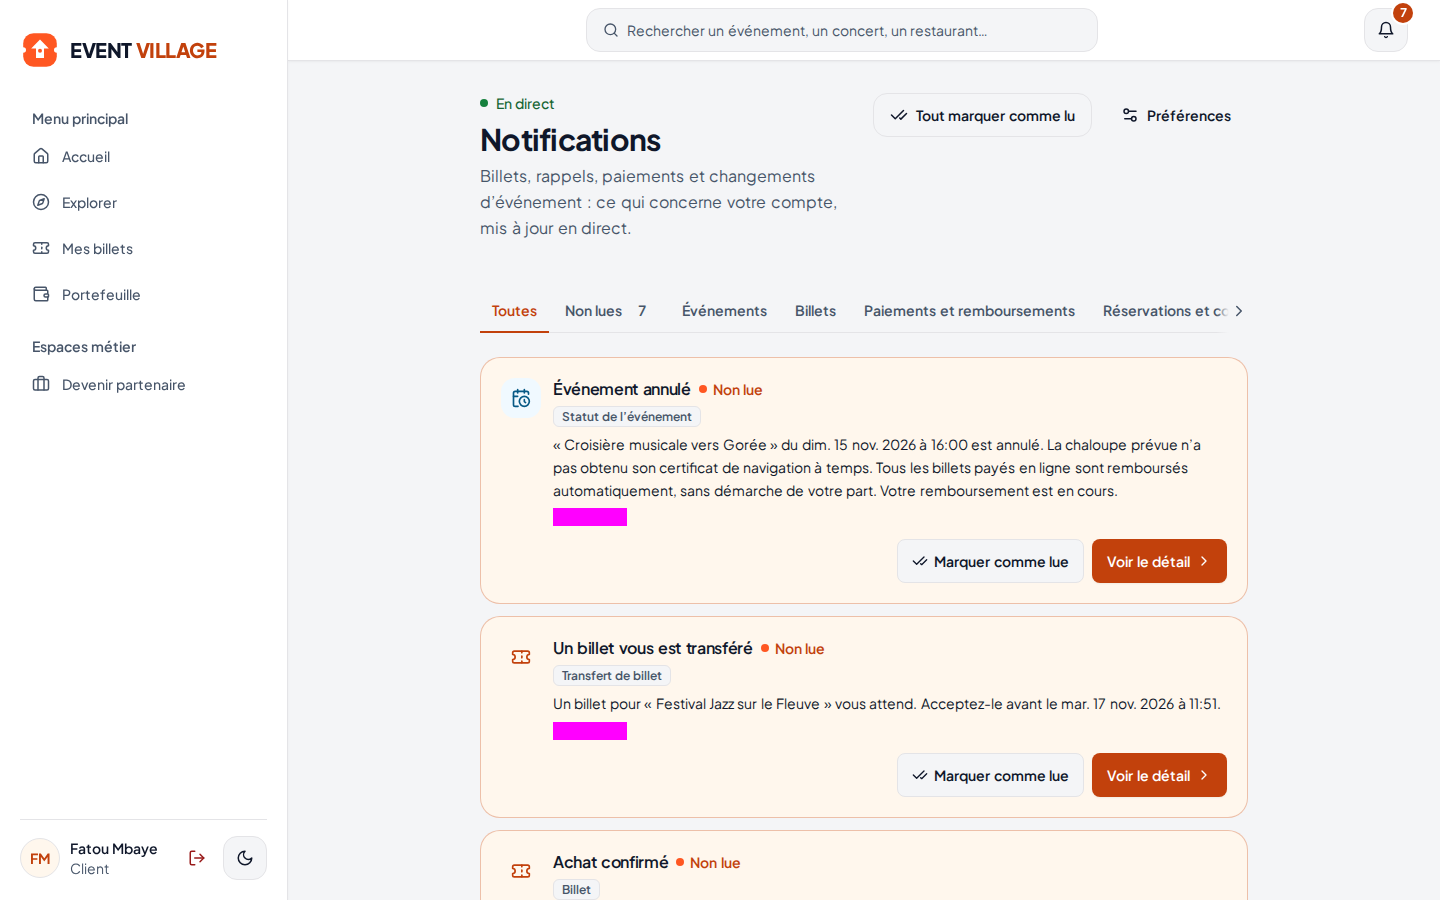 EVENT VILLAGE
Rechercher un événement, un concert, un restaurant...
7
Menu principal
Accueil
Explorer
Mes billets
Portefeuille
Espaces métier
Devenir partenaire
FM
Fatou Mbaye
Client
En direct
Notifications
Billets, rappels, paiements et changements
d’événement : ce qui concerne votre compte,
mis à jour en direct.
Tout marquer comme lu
Préférences
Toutes
Non lues 7
Événements
Billets
Paiements et remboursements
Réservations et
Événement annulé
Non lue
Statut de l’événement
« Croisière musicale vers Gorée » du dim. 15 nov. 2026 à 16:00 est annulé. La chaloupe prévue n’a
pas obtenu son certificat de navigation à temps. Tous les billets payés en ligne sont remboursés
automatiquement, sans démarche de votre part. Votre remboursement est en cours.
Marquer comme lue
Voir le détail
Un billet vous est transféré
Non lue
Transfert de billet
Un billet pour « Festival Jazz sur le Fleuve » vous attend. Acceptez-le avant le mar. 17 nov. 2026 à 11:51.
Marquer comme lue
Voir le détail
Achat confirmé
Non lue
Billet